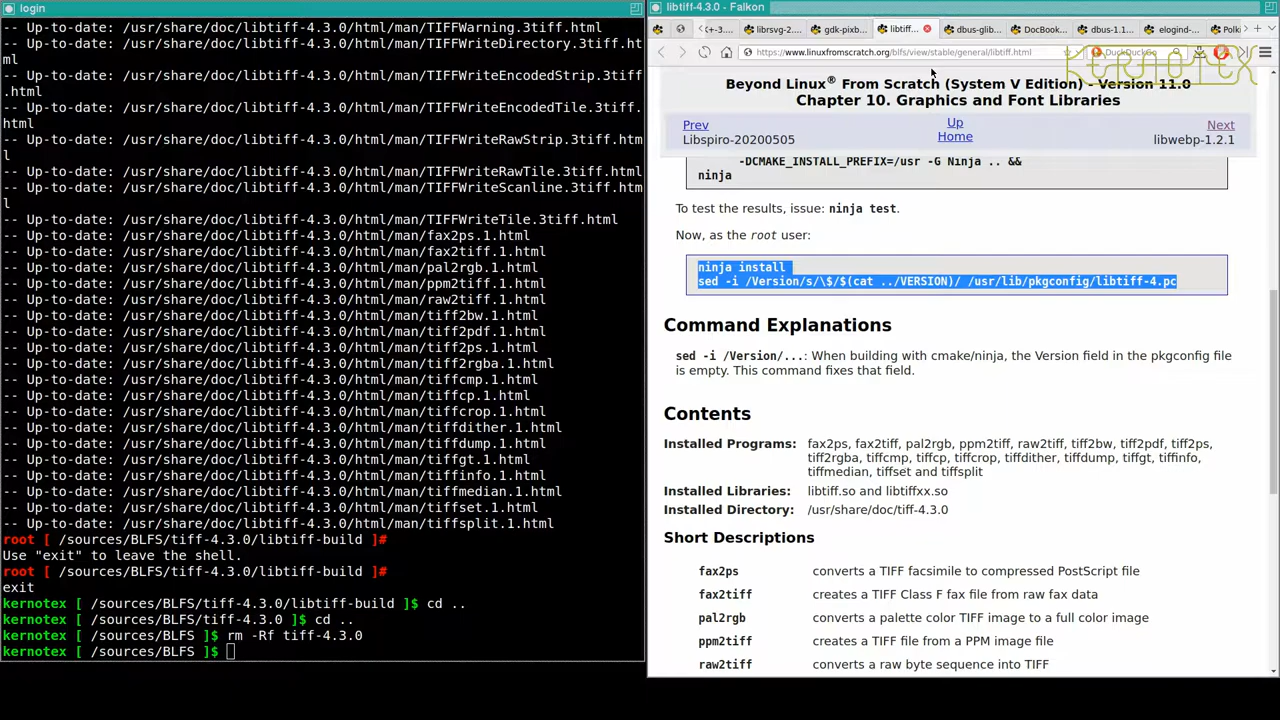 login
-- Up-to-date: /usr/share/doc/libtiff-4.3.0/html/man/TIFFWarning.3tiff.html
-- Up-to-date: /usr/share/doc/libtiff-4.3.0/html/man/TIFFWriteDirectory.3tiff.ht
ml
-- Up-to-date: /usr/share/doc/libtiff-4.3.0/html/man/TIFFWriteEncodedStrip.3tiff
.html
-- Up-to-date: /usr/share/doc/libtiff-4.3.0/html/man/TIFFWriteEncodedTile.3tiff.
html
-- Up-to-date: /usr/share/doc/libtiff-4.3.0/html/man/TIFFWriteRawStrip.3tiff.htm
l
-- Up-to-date: /usr/share/doc/libtiff-4.3.0/html/man/TIFFWriteRawTile.3tiff.html
-- Up-to-date: /usr/share/doc/libtiff-4.3.0/html/man/TIFFWriteScanline.3tiff.htm
l
-- Up-to-date: /usr/share/doc/libtiff-4.3.0/html/man/TIFFWriteTile.3tiff.html
-- Up-to-date: /usr/share/doc/libtiff-4.3.0/html/man/fax2ps.1.html
-- Up-to-date: /usr/share/doc/libtiff-4.3.0/html/man/fax2tiff.1.html
-- Up-to-date: /usr/share/doc/libtiff-4.3.0/html/man/pal2rgb.1.html
-- Up-to-date: /usr/share/doc/libtiff-4.3.0/html/man/ppm2tiff.1.html
-- Up-to-date: /usr/share/doc/libtiff-4.3.0/html/man/raw2tiff.1.html
-- Up-to-date: /usr/share/doc/libtiff-4.3.0/html/man/tiff2bw.1.html
-- Up-to-date: /usr/share/doc/libtiff-4.3.0/html/man/tiff2pdf.1.html
-- Up-to-date: /usr/share/doc/libtiff-4.3.0/html/man/tiff2ps.1.html
-- Up-to-date: /usr/share/doc/libtiff-4.3.0/html/man/tiff2rgba.1.html
-- Up-to-date: /usr/share/doc/libtiff-4.3.0/html/man/tiffcmp.1.html
-- Up-to-date: /usr/share/doc/libtiff-4.3.0/html/man/tiffcp.1.html
-- Up-to-date: /usr/share/doc/libtiff-4.3.0/html/man/tiffcrop.1.html
-- Up-to-date: /usr/share/doc/libtiff-4.3.0/html/man/tiffdither.1.html
-- Up-to-date: /usr/share/doc/libtiff-4.3.0/html/man/tiffdump.1.html
-- Up-to-date: /usr/share/doc/libtiff-4.3.0/html/man/tiffgt.1.html
-- Up-to-date: /usr/share/doc/libtiff-4.3.0/html/man/tiffinfo.1.html
-- Up-to-date: /usr/share/doc/libtiff-4.3.0/html/man/tiffmedian.1.html
-- Up-to-date: /usr/share/doc/libtiff-4.3.0/html/man/tiffset.1.html
-- Up-to-date: /usr/share/doc/libtiff-4.3.0/html/man/tiffsplit.1.html
root [ /sources/BLFS/tiff-4.3.0/libtiff-build ]#
Use "exit" to leave the shell.
root [ /sources/BLFS/tiff-4.3.0/libtiff-build ]#
exit
kernotex [ /sources/BLFS/tiff-4.3.0/libtiff-build ]$ cd ..
kernotex [ /sources/BLFS/tiff-4.3.0 ]$ cd ..
kernotex [ /sources/BLFS ]$ rm -Rf tiff-4.3.0
kernotex [ /sources/BLFS ]$
libtiff-4.3.0 - Falkon
<+-3.... librsvg-2... gdk-pixb... libtiff... dbus-glib... DocBook... dbus-1.1... elogind-... Polk
https://www.linuxfromscratch.org/blfs/view/stable/general/libtiff.html
DuckDuckGo
KERNOTEX
Beyond Linux® From Scratch (System V Edition) - Version 11.0
Chapter 10. Graphics and Font Libraries
Prev Up Next
Libspiro-20200505 Home libwebp-1.2.1
-DCMAKE_INSTALL_PREFIX=/usr -G Ninja .. &&
ninja
To test the results, issue: ninja test.
Now, as the root user:
ninja install
sed -i /Version/s/\$/$(cat ../VERSION)/ /usr/lib/pkgconfig/libtiff-4.pc
Command Explanations
sed -i /Version/...: When building with cmake/ninja, the Version field in the pkgconfig file
is empty. This command fixes that field.
Contents
Installed Programs: fax2ps, fax2tiff, pal2rgb, ppm2tiff, raw2tiff, tiff2bw, tiff2pdf, tiff2ps,
tiff2rgba, tiffcmp, tiffcp, tiffcrop, tiffdither, tiffdump, tiffgt, tiffinfo,
tiffmedian, tiffset and tiffsplit
Installed Libraries: libtiff.so and libtiffxx.so
Installed Directory: /usr/share/doc/tiff-4.3.0
Short Descriptions
fax2ps converts a TIFF facsimile to compressed PostScript file
fax2tiff creates a TIFF Class F fax file from raw fax data
pal2rgb converts a palette color TIFF image to a full color image
ppm2tiff creates a TIFF file from a PPM image file
raw2tiff converts a raw byte sequence into TIFF